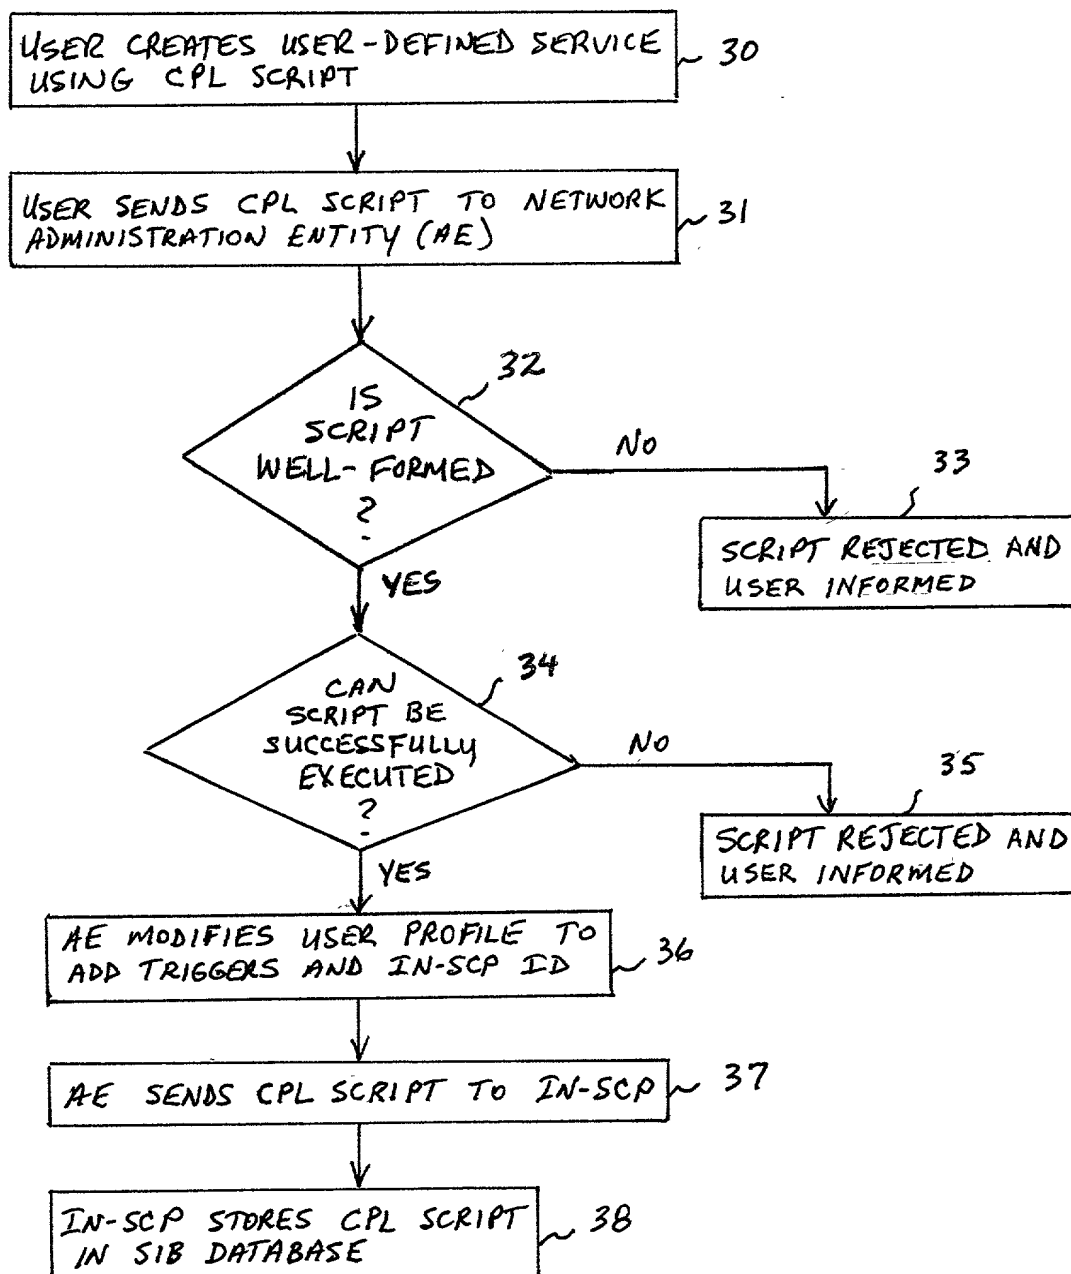 USER CREATES USER-DEFINED SERVICE
USING CPL SCRIPT
30
USER SENDS CPL SCRIPT TO NETWORK
ADMINISTRATION ENTITY (AE)
31
32
IS
SCRIPT
WELL-FORMED
?
NO
33
SCRIPT REJECTED AND
USER INFORMED
YES
34
CAN
SCRIPT BE
SUCCESSFULLY
EXECUTED
?
NO
35
SCRIPT REJECTED AND
USER INFORMED
YES
AE MODIFIES USER PROFILE TO
ADD TRIGGERS AND IN-SCP ID
36
AE SENDS CPL SCRIPT TO IN-SCP
37
IN-SCP STORES CPL SCRIPT
IN SIB DATABASE
38